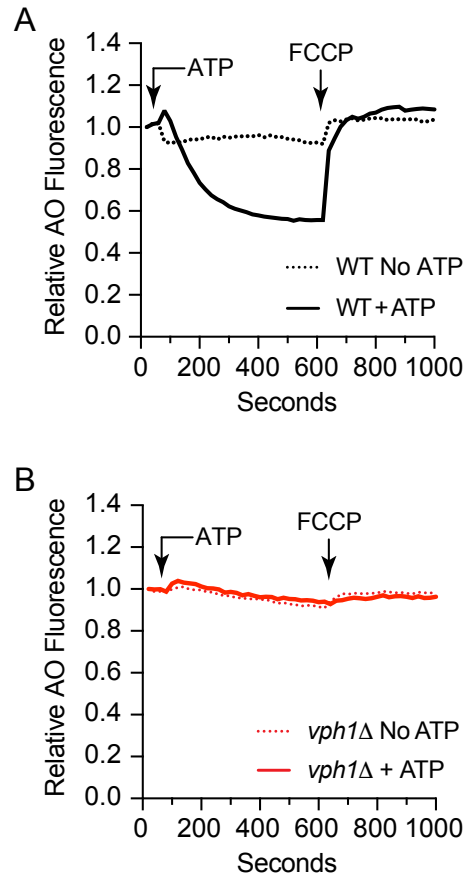 A
Relative AO Fluorescence
1.4
1.2
1.0
0.8
0.6
0.4
0.2
0.0
ATP
FCCP
WT No ATP
WT + ATP
0 200 400 600 800 1000
Seconds
B
Relative AO Fluorescence
1.4
1.2
1.0
0.8
0.6
0.4
0.2
0.0
ATP
FCCP
vph1Δ No ATP
vph1Δ + ATP
0 200 400 600 800 1000
Seconds